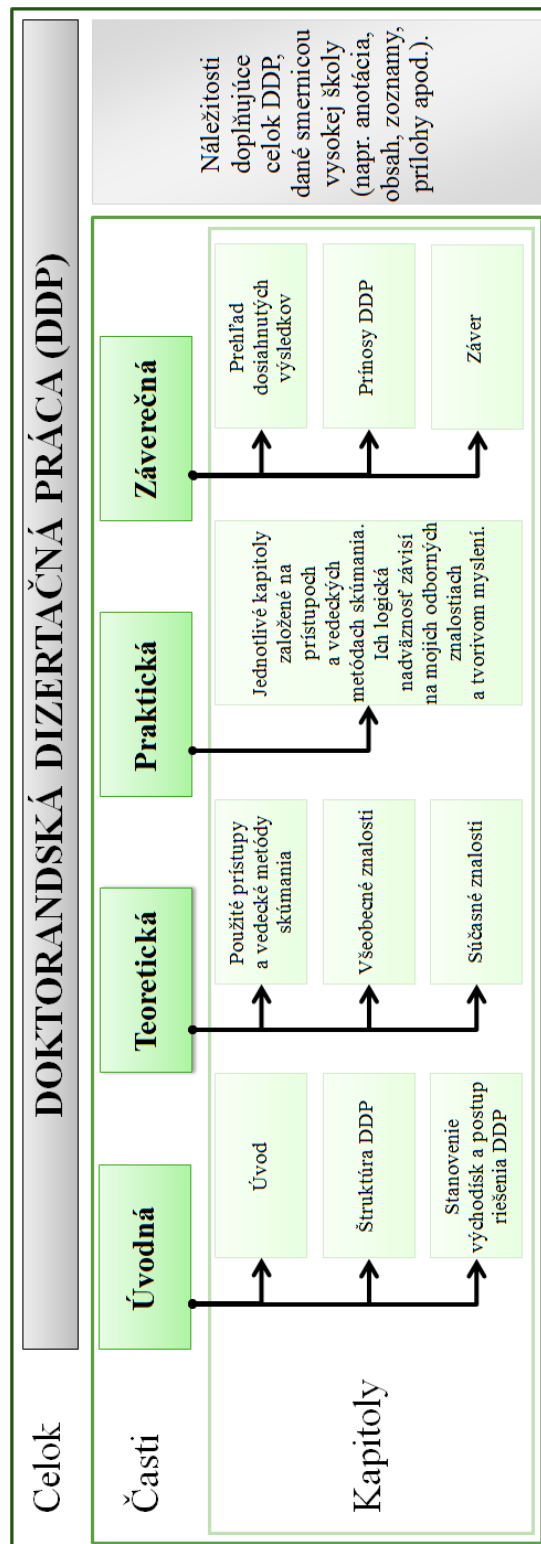 Celok
DOKTORANDSKÁ DIZERTAČNÁ PRÁCA (DDP)
Časti
Úvodná
Teoretická
Praktická
Záverečná
Náležitosti
doplňujúce
celok DDP,
dané smernicou
vysokej školy
(napr. anotácia,
obsah, zoznamy,
prílohy apod.).
Kapitoly
Úvod
Štruktúra DDP
Stanovenie
východísk a postup
riešenia DDP
Použité prístupy
a vedecké metódy
skúmania
Všeobecné znalosti
Súčasné znalosti
Jednotlivé kapitoly
založené na
prístupoch
a vedeckých
metódach skúmania.
Ich logická
nadväznosť závisí
na mojich odborných
znalostiach
a tvorivom myslení.
Prehľad
dosiahnutých
výsledkov
Prínosy DDP
Záver